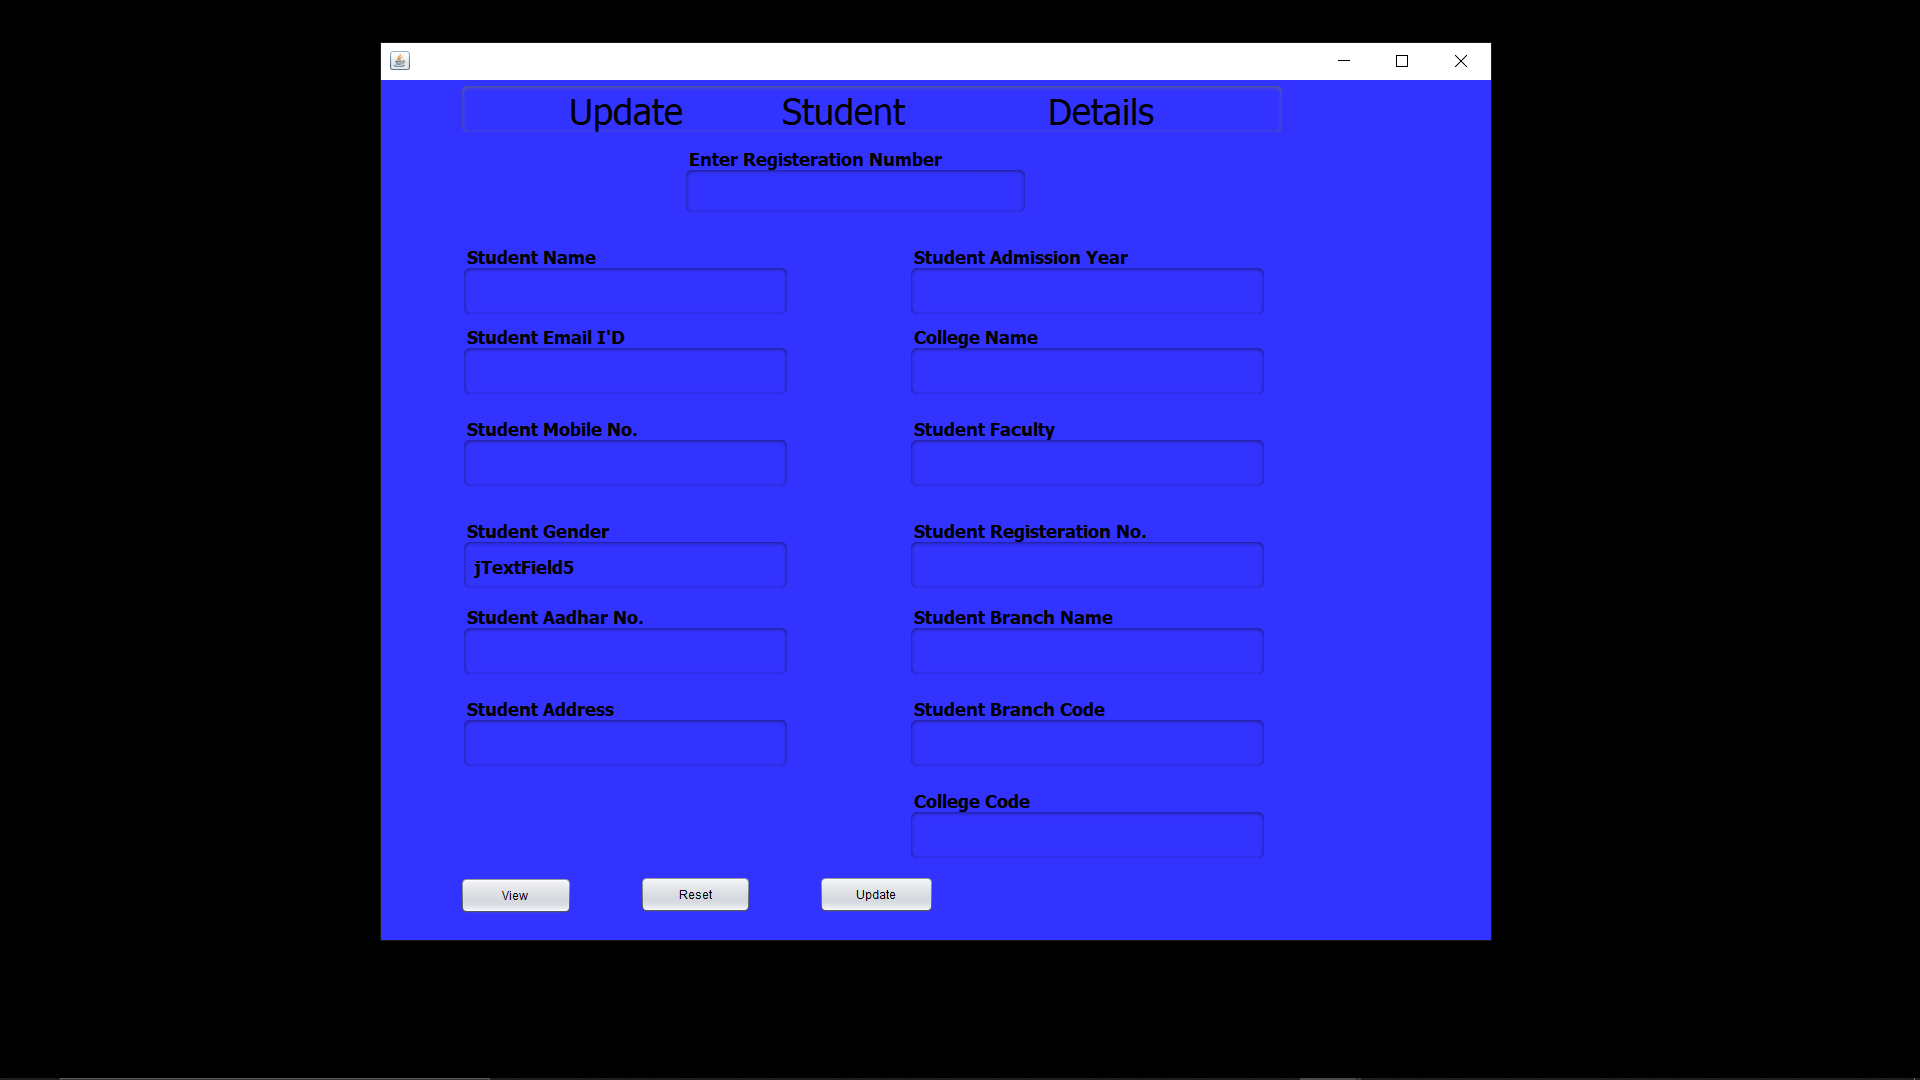 Update Student Details
Enter Registeration Number
Student Name
Student Admission Year
Student Email I'D
College Name
Student Mobile No.
Student Faculty
Student Gender
Student Registeration No.
jTextField5
Student Aadhar No.
Student Branch Name
Student Address
Student Branch Code
College Code
View
Reset
Update